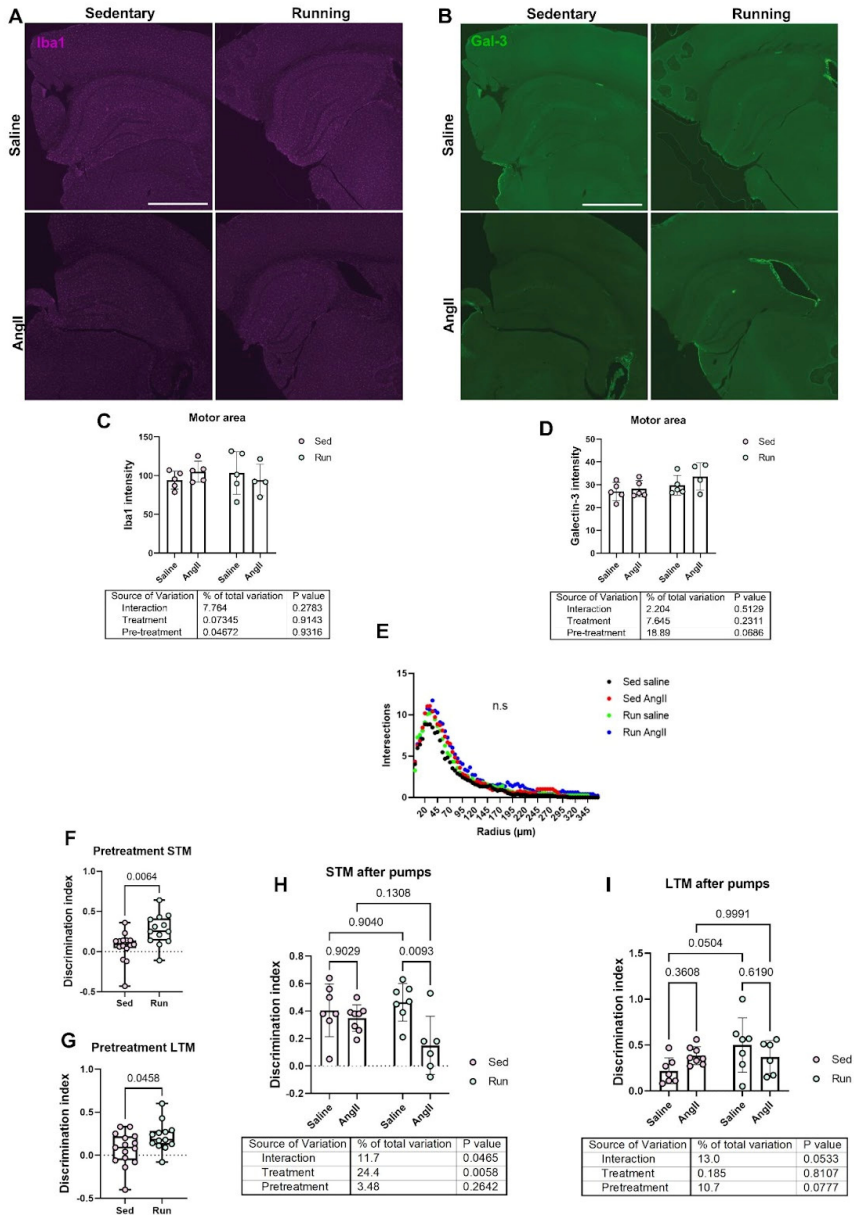 A
Sedentary
Running
Iba1
Saline
AngII
B
Sedentary
Running
Gal-3
Saline
AngII
C
Motor area
Iba1 intensity
150
100
50
0
Saline
AngII
Saline
AngII
Sed
Run
Source of Variation % of total variation P value
Interaction 7.764 0.2783
Treatment 0.07345 0.9143
Pre-treatment 0.04672 0.9316
D
Motor area
Galectin-3 intensity
50
40
30
20
10
0
Saline
AngII
Saline
AngII
Sed
Run
Source of Variation % of total variation P value
Interaction 2.204 0.5129
Treatment 7.645 0.2311
Pre-treatment 18.89 0.0686
E
Intersections
15
10
5
0
n.s
Sed saline
Sed AngII
Run saline
Run AngII
20 45 70 95 120 145 170 195 220 245 270 295 320 345
Radius (µm)
F
Pretreatment STM
0.0064
Discrimination index
1.0
0.5
0.0
-0.5
Sed Run
G
Pretreatment LTM
0.0458
Discrimination index
1.0
0.5
0.0
-0.5
Sed Run
H
STM after pumps
0.1308
0.9040
0.9029 0.0093
Discrimination index
0.8
0.6
0.4
0.2
0.0
-0.2
Saline
AngII
Saline
AngII
Sed
Run
Source of Variation % of total variation P value
Interaction 11.7 0.0465
Treatment 24.4 0.0058
Pretreatment 3.48 0.2642
I
LTM after pumps
0.9991
0.0504
0.3608 0.6190
Discrimination index
1.5
1.0
0.5
0.0
Saline
AngII
Saline
AngII
Sed
Run
Source of Variation % of total variation P value
Interaction 13.0 0.0533
Treatment 0.185 0.8107
Pretreatment 10.7 0.0777